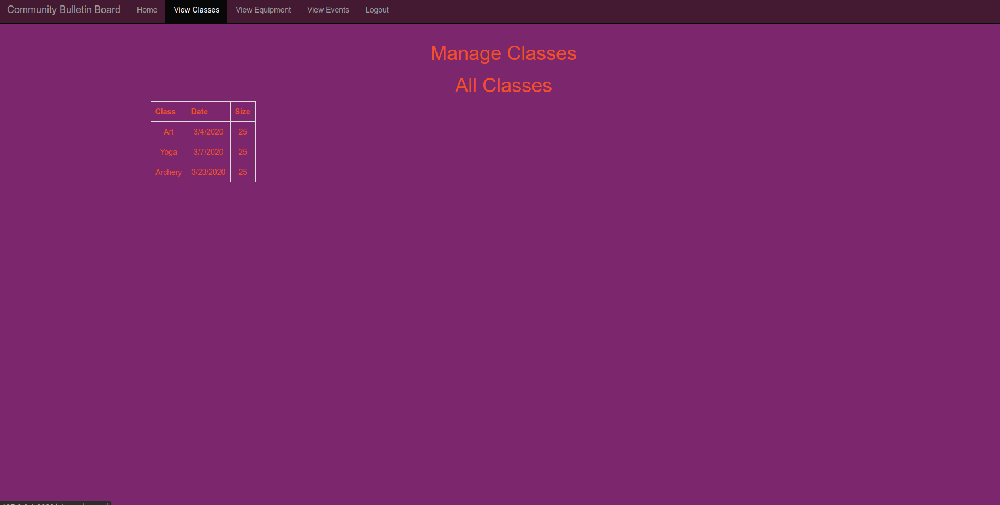 Community Bulletin Board Home View Classes View Equipment View Events Logout
Manage Classes
All Classes
Class Date Size
Art 3/4/2020 25
Yoga 3/7/2020 25
Archery 3/23/2020 25